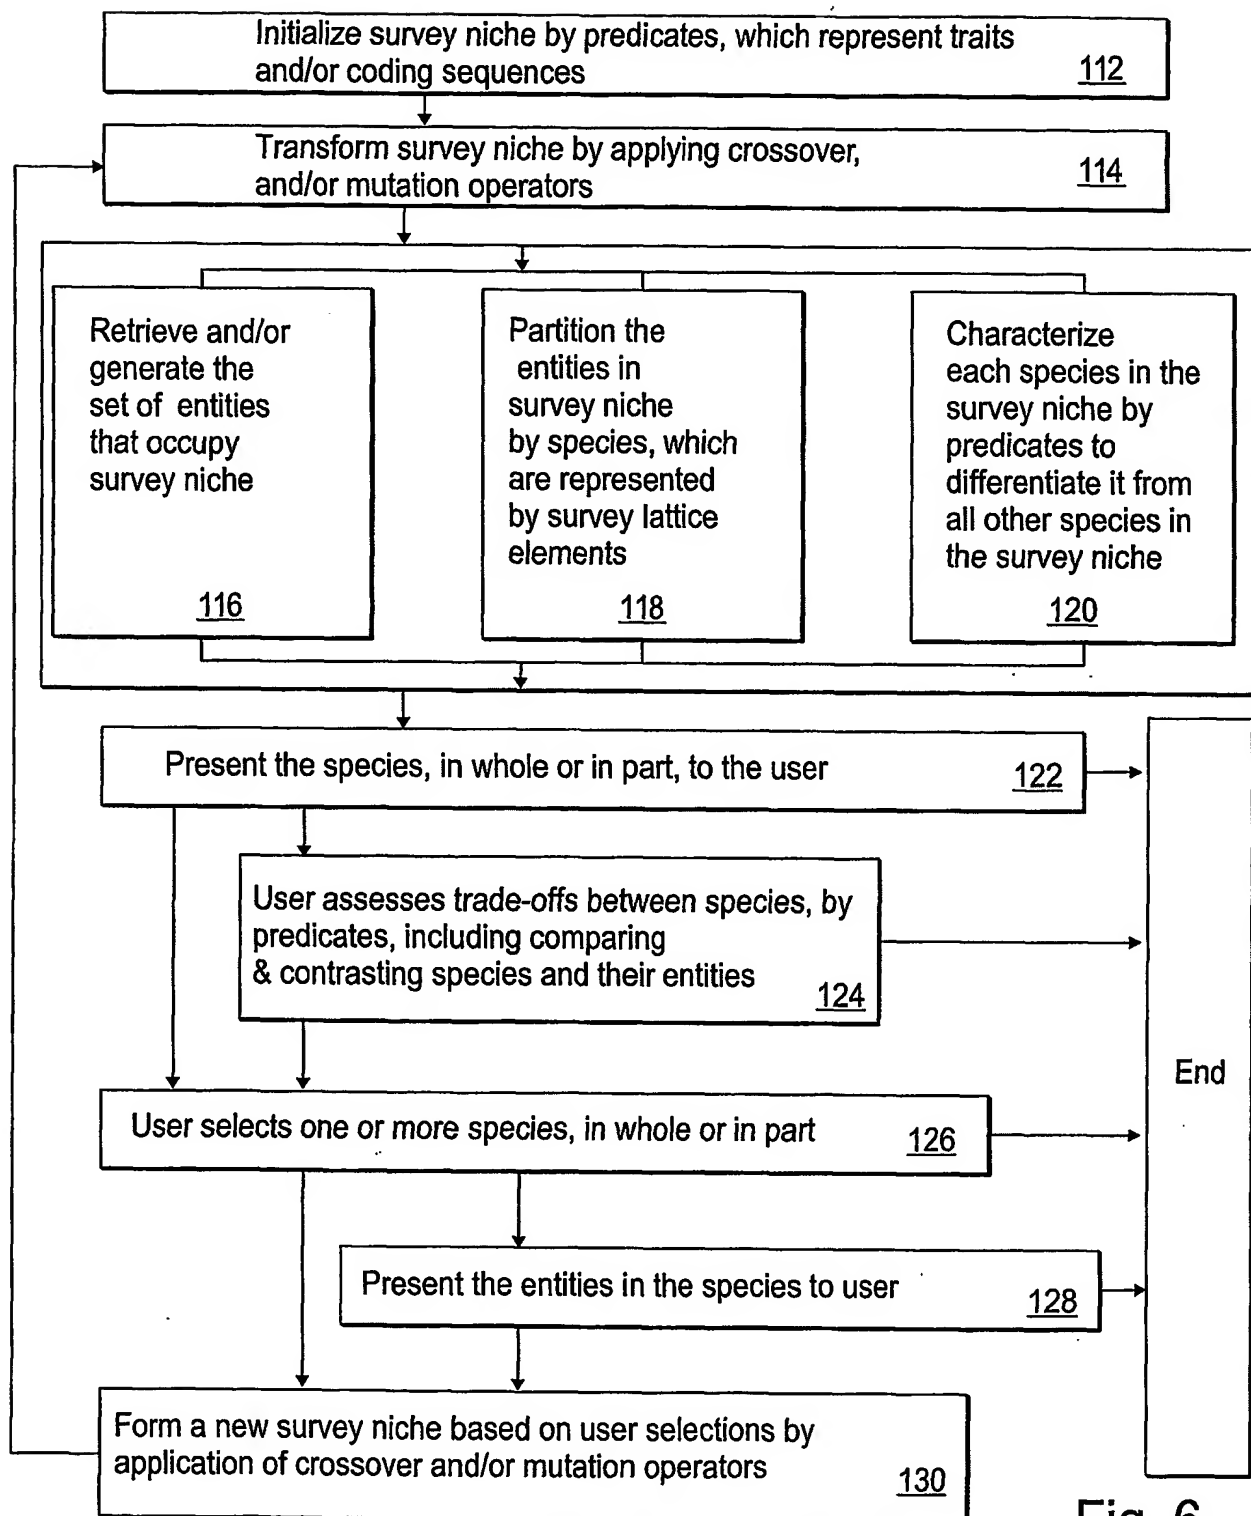 Initialize survey niche by predicates, which represent traits
and/or coding sequences
112
Transform survey niche by applying crossover,
and/or mutation operators
114
Retrieve and/or
generate the
set of entities
that occupy
survey niche
116
Partition the
entities in
survey niche
by species, which
are represented
by survey lattice
elements
118
Characterize
each species in the
survey niche by
predicates to
differentiate it from
all other species in
the survey niche
120
Present the species, in whole or in part, to the user
122
User assesses trade-offs between species, by
predicates, including comparing
& contrasting species and their entities
124
End
User selects one or more species, in whole or in part
126
Present the entities in the species to user
128
Form a new survey niche based on user selections by
application of crossover and/or mutation operators
130
Fig. 6